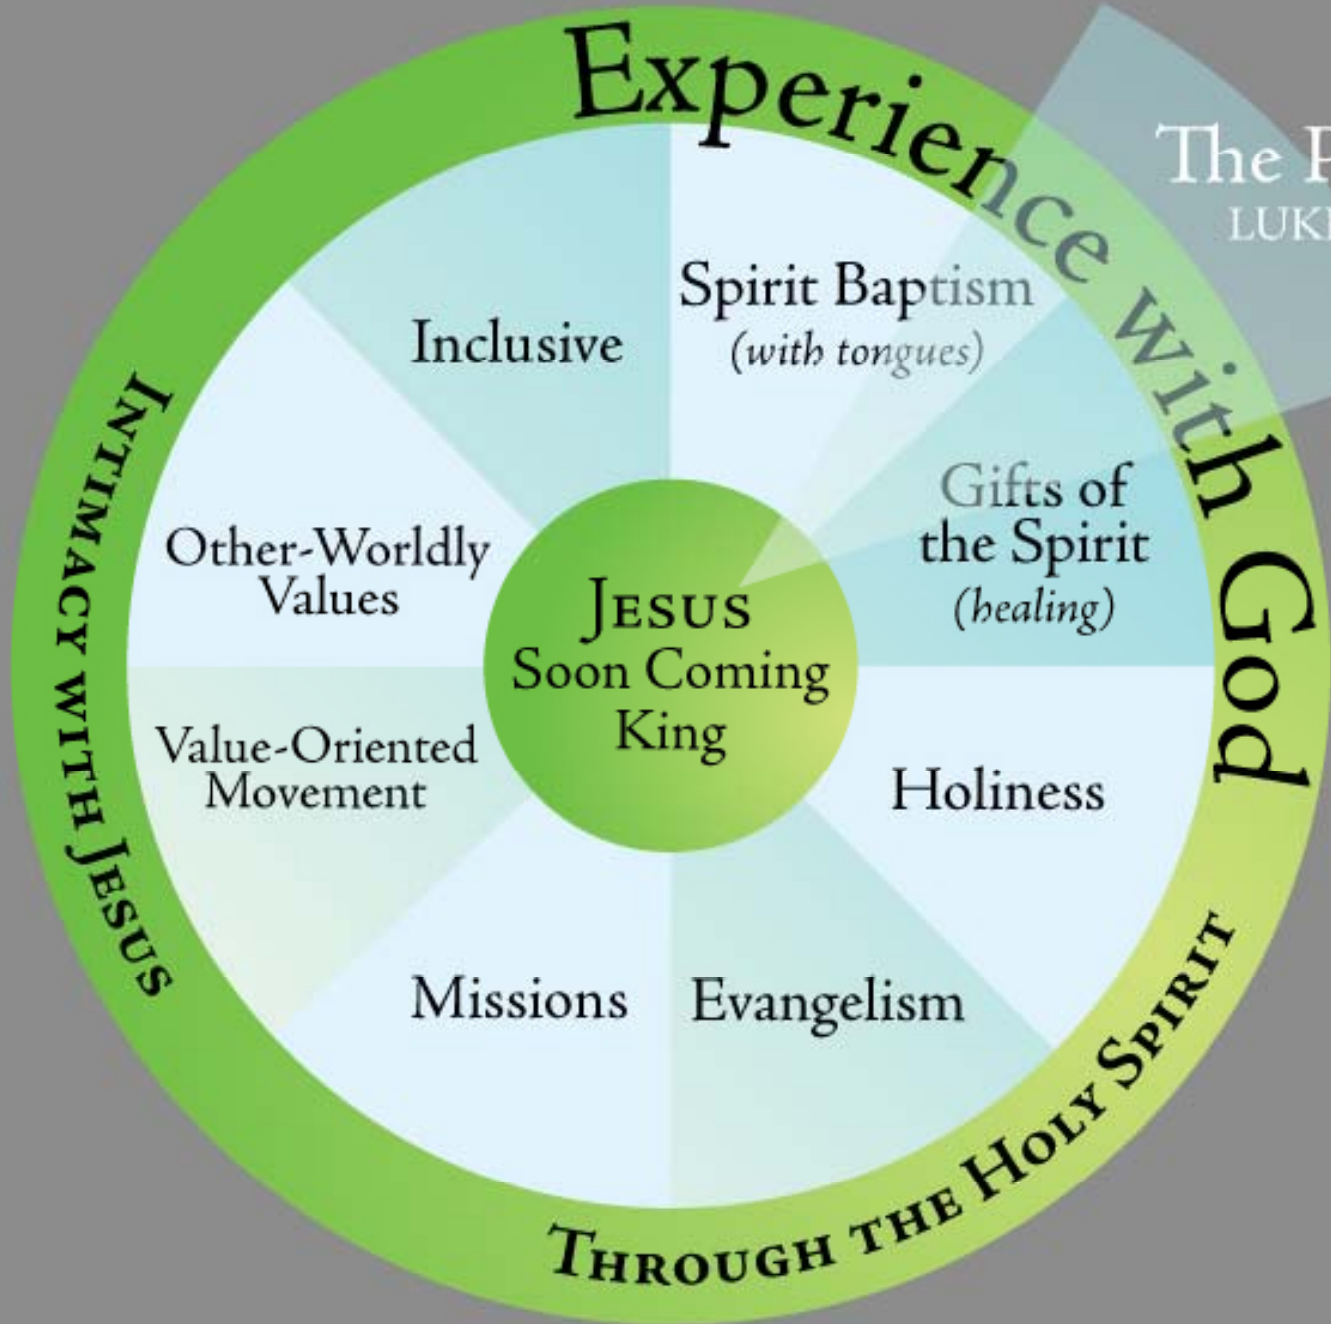 Experience with God
The
Spirit Baptism
(with tongues)
Inclusive
Gifts of
the Spirit
(healing)
Other-Worldly
Values
JESUS
Soon Coming
King
Value-Oriented
Movement
Holiness
Missions
Evangelism
INTIMACY WITH JESUS
THROUGH THE HOLY SPIRIT